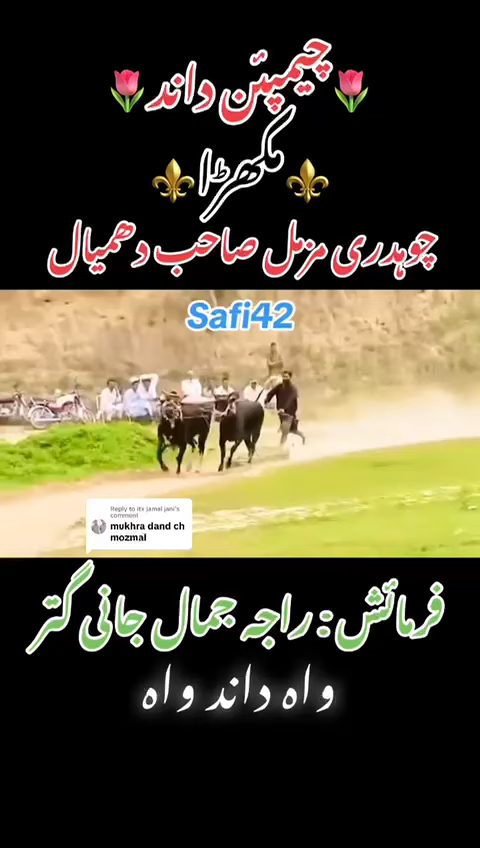 چیمپئن داند
مکھڑا
چوہدری مزمل صاحب دھمیال
Safi42
Reply to itx jamal jani's
comment
mukhra dand ch
mozmal
فرمائش : راجہ جمال جانی گتر
واہ داند واہ